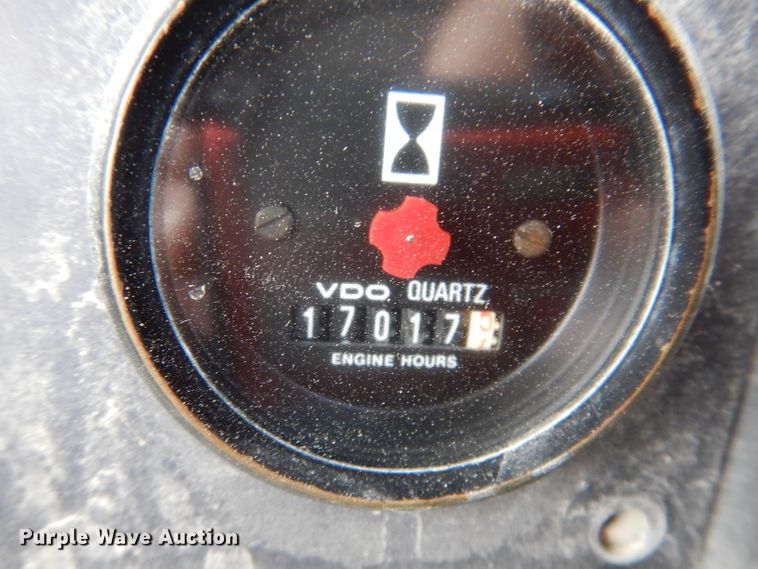 VDO QUARTZ
17017
ENGINE HOURS
Purple Wave Auction